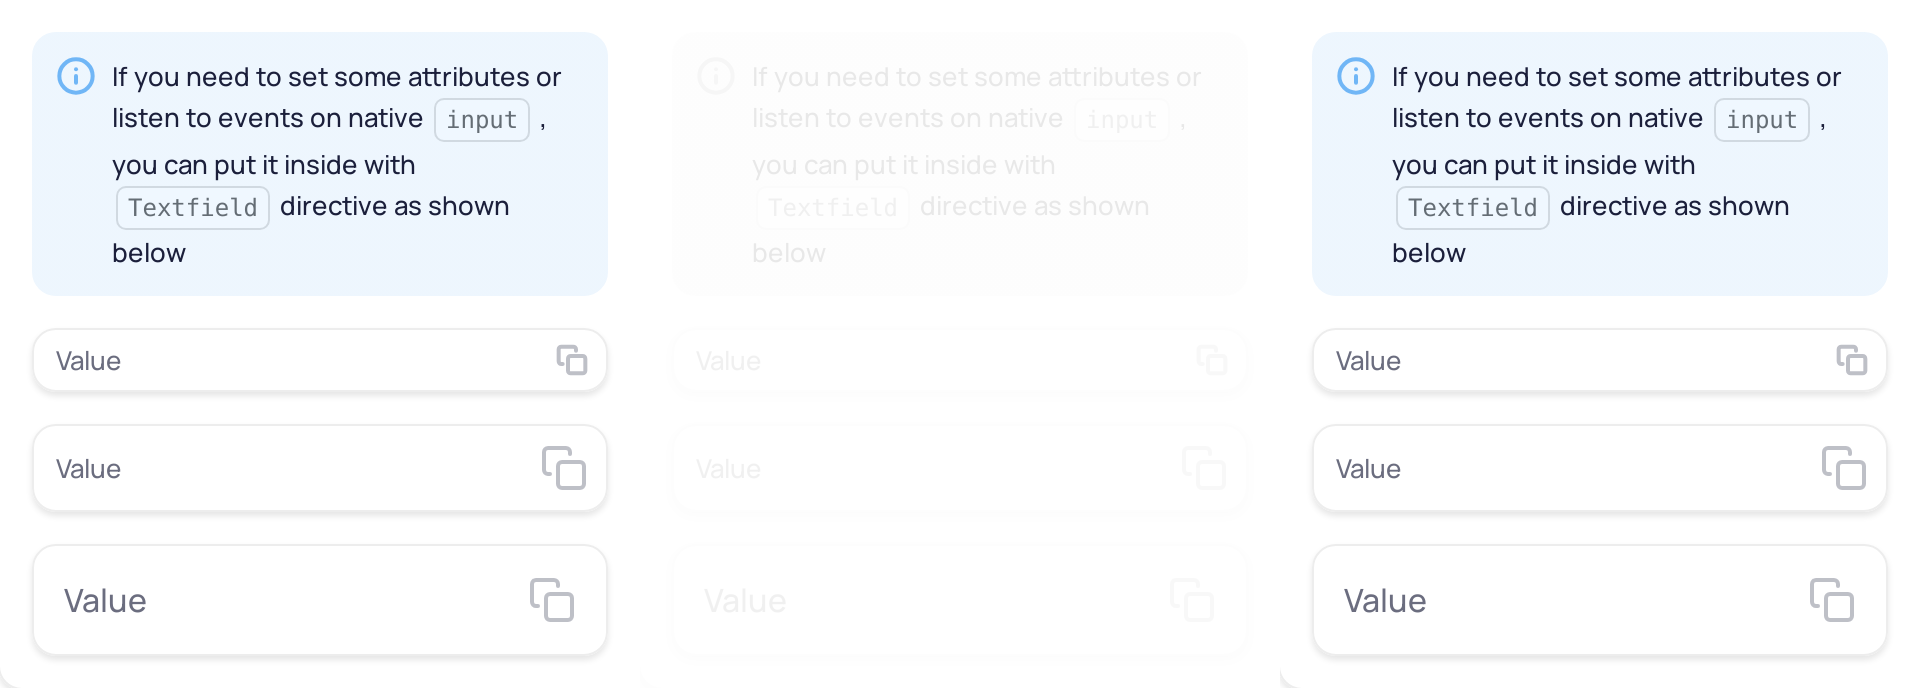 If you need to set some attributes or
listen to events on native input ,
you can put it inside with
Textfield directive as shown
below
Value
Value
Value
If you need to set some attributes or
listen to events on native input ,
you can put it inside with
Textfield directive as shown
below
Value
Value
Value
If you need to set some attributes or
listen to events on native input ,
you can put it inside with
Textfield directive as shown
below
Value
Value
Value